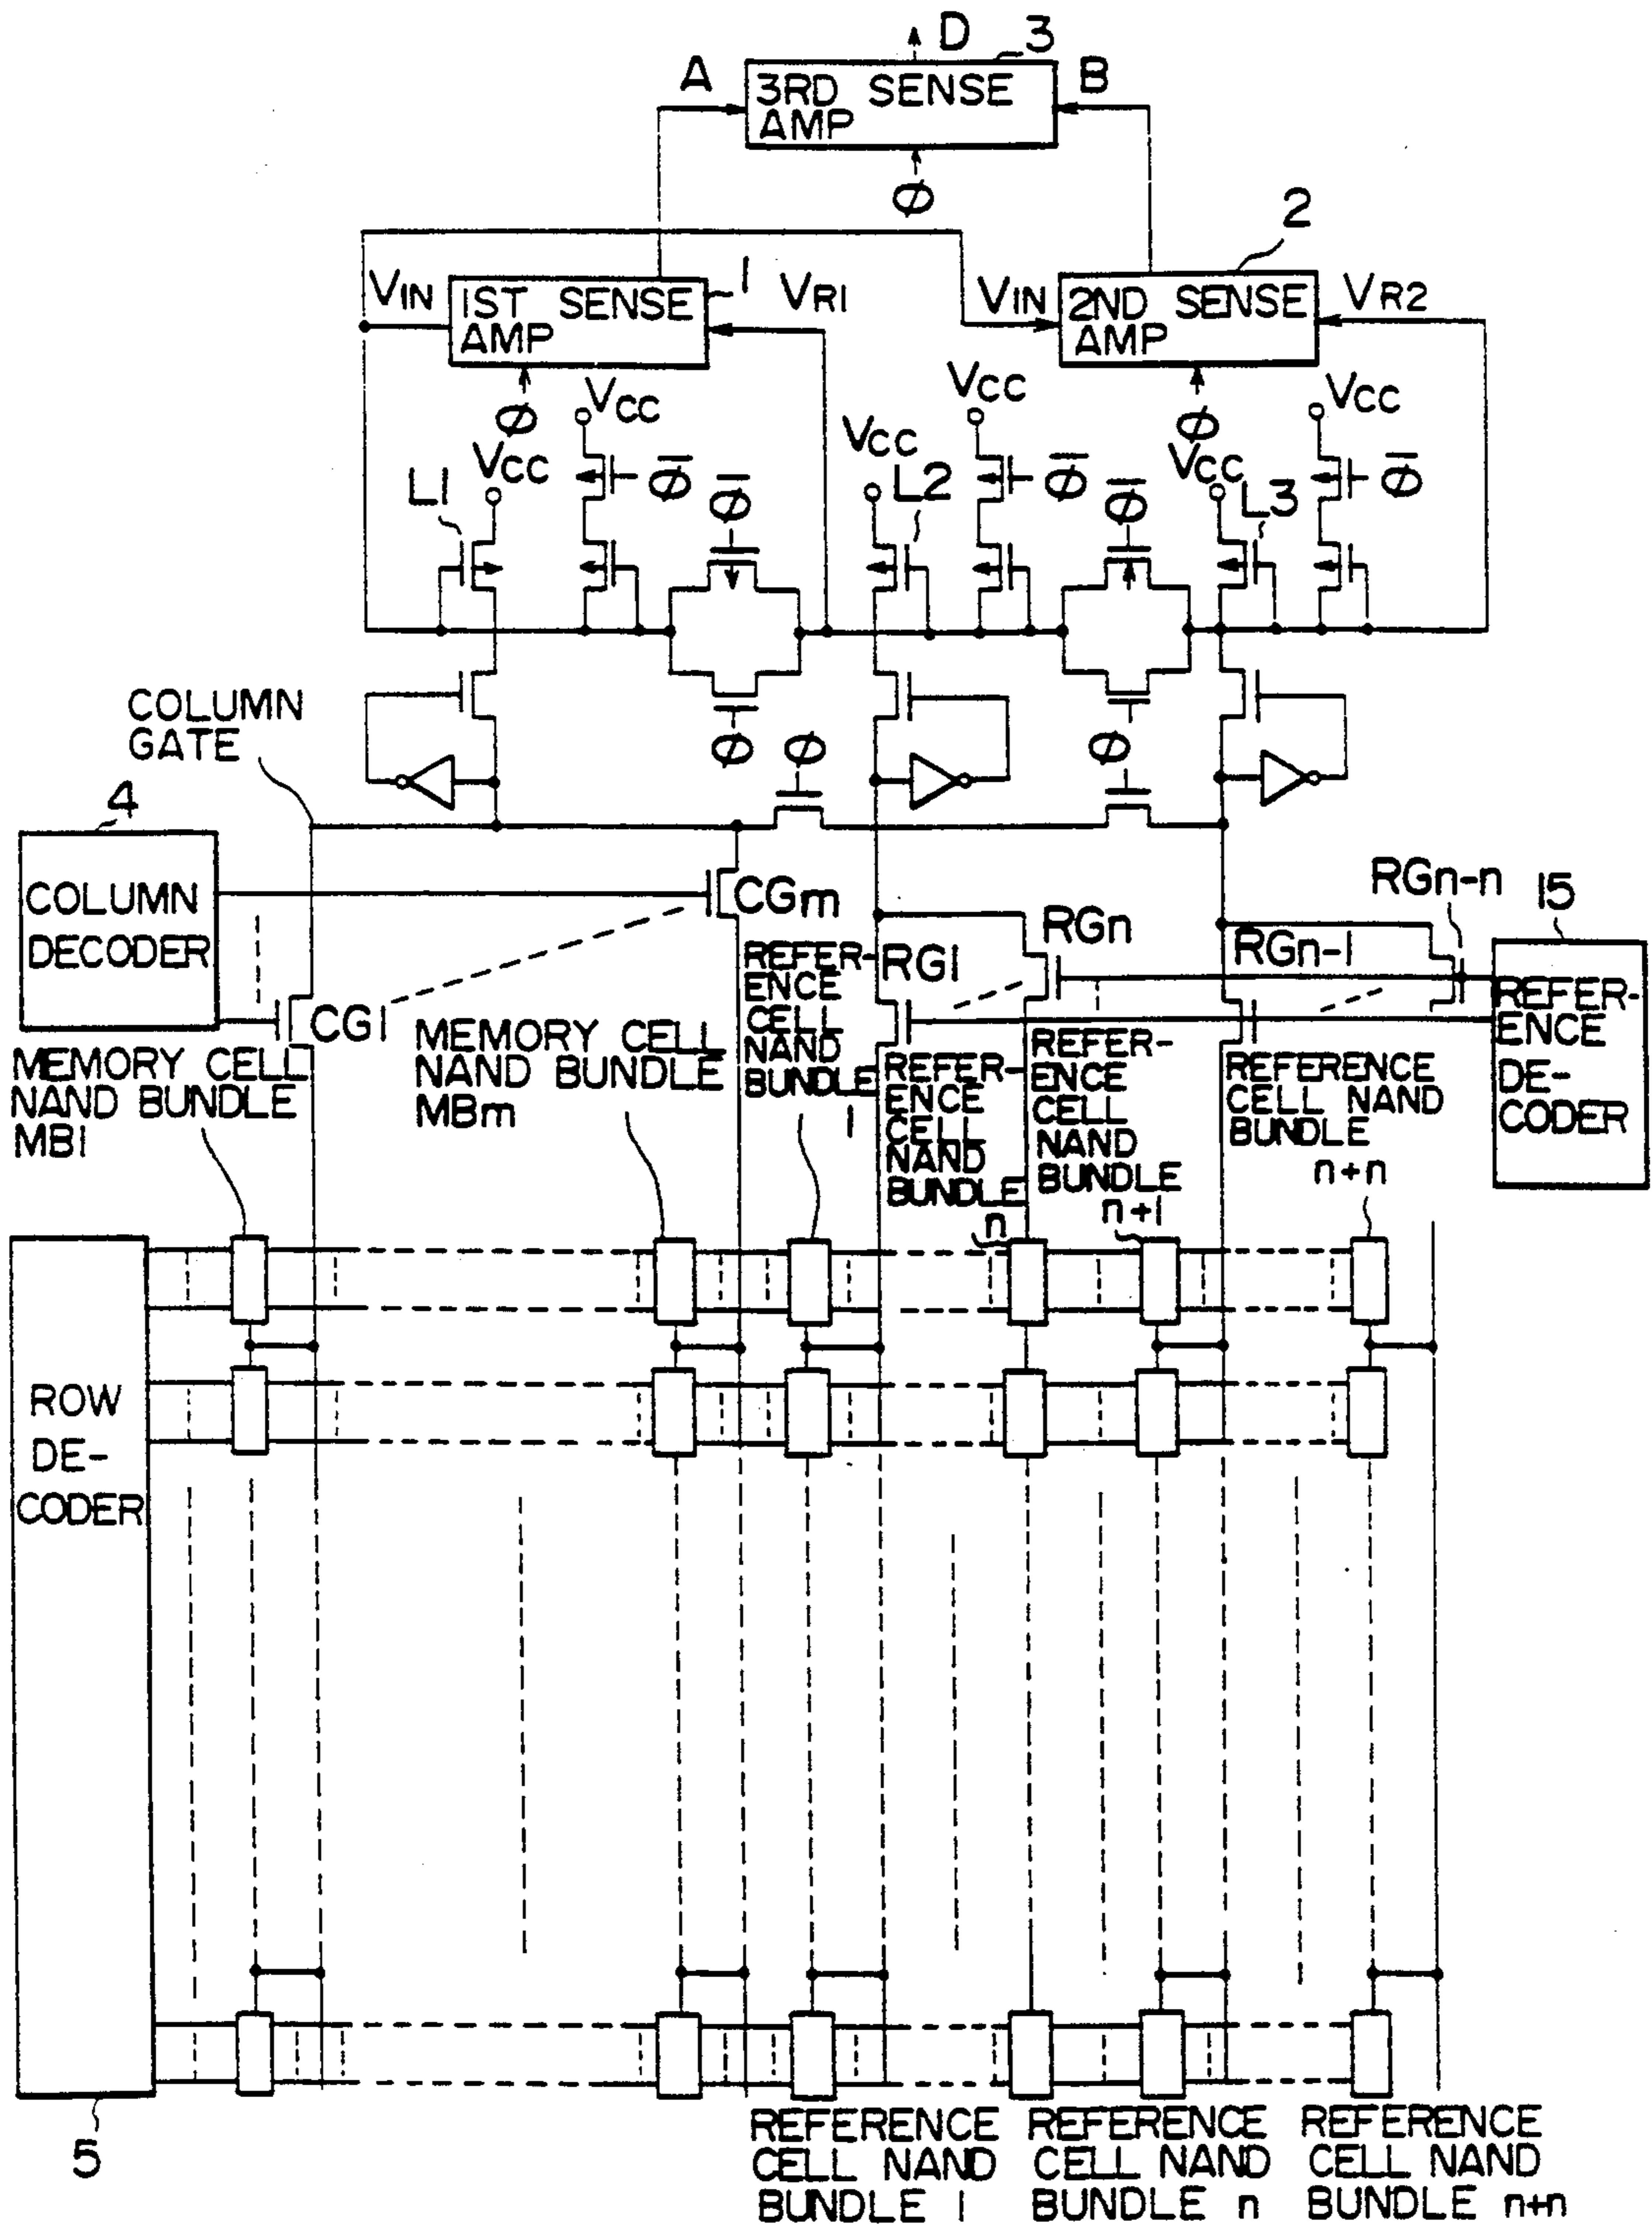 D
3
A
3RD SENSE
AMP
B
Ø
2
VIN
1ST SENSE
AMP
1
VR1
VIN
2ND SENSE
AMP
VR2
Ø
VCC
VCC
Ø
VCC
VCC
VCC
VCC
L1
Ø̅
Ø̅
L2
Ø̅
Ø̅
L3
Ø̅
COLUMN
GATE
Ø
Ø
Ø
4
COLUMN
DECODER
CGm
CG1
RG1
RGn
RGn-1
RGn-n
15
REFER-
ENCE
DE-
CODER
MEMORY CELL
NAND BUNDLE
MB1
MEMORY CELL
NAND BUNDLE
MBm
REFER-
ENCE
CELL
NAND
BUNDLE
1
REFER-
ENCE
CELL
NAND
BUNDLE
n
REFER-
ENCE
CELL
NAND
BUNDLE
n+1
REFERENCE
CELL NAND
BUNDLE
n+n
ROW
DE-
CODER
5
REFERENCE
CELL NAND
BUNDLE 1
REFERENCE
CELL NAND
BUNDLE n
REFERENCE
CELL NAND
BUNDLE n+n